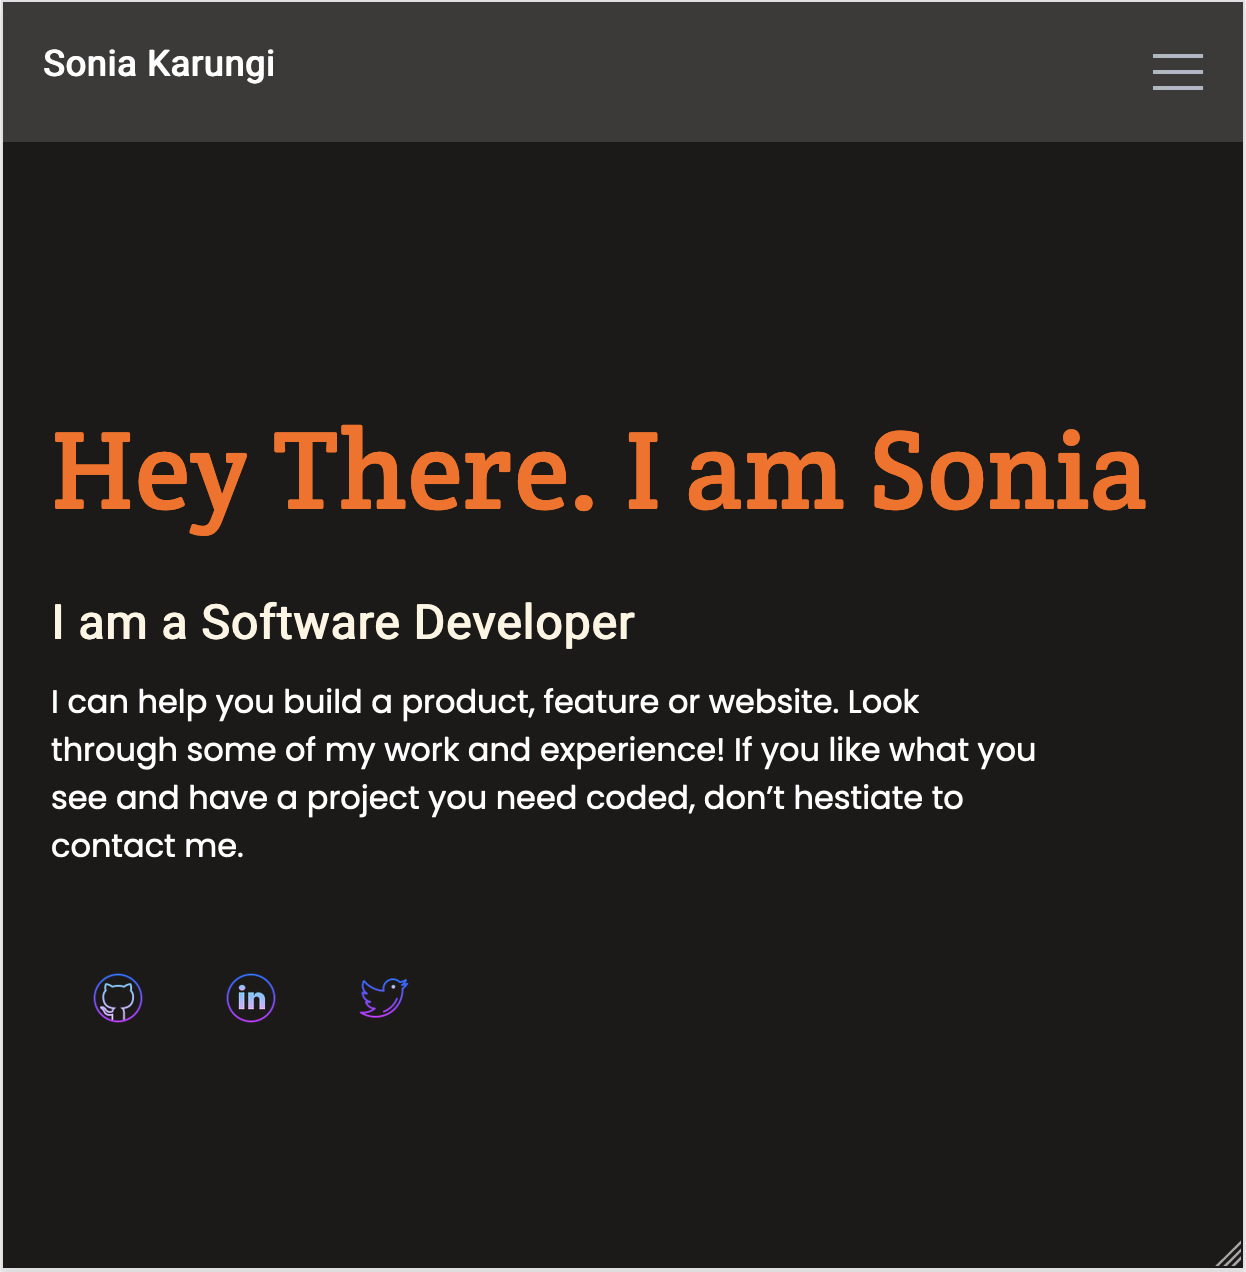 Sonia Karungi
Hey There. I am Sonia
I am a Software Developer
I can help you build a product, feature or website. Look
through some of my work and experience! If you like what you
see and have a project you need coded, don’t hestiate to
contact me.
in